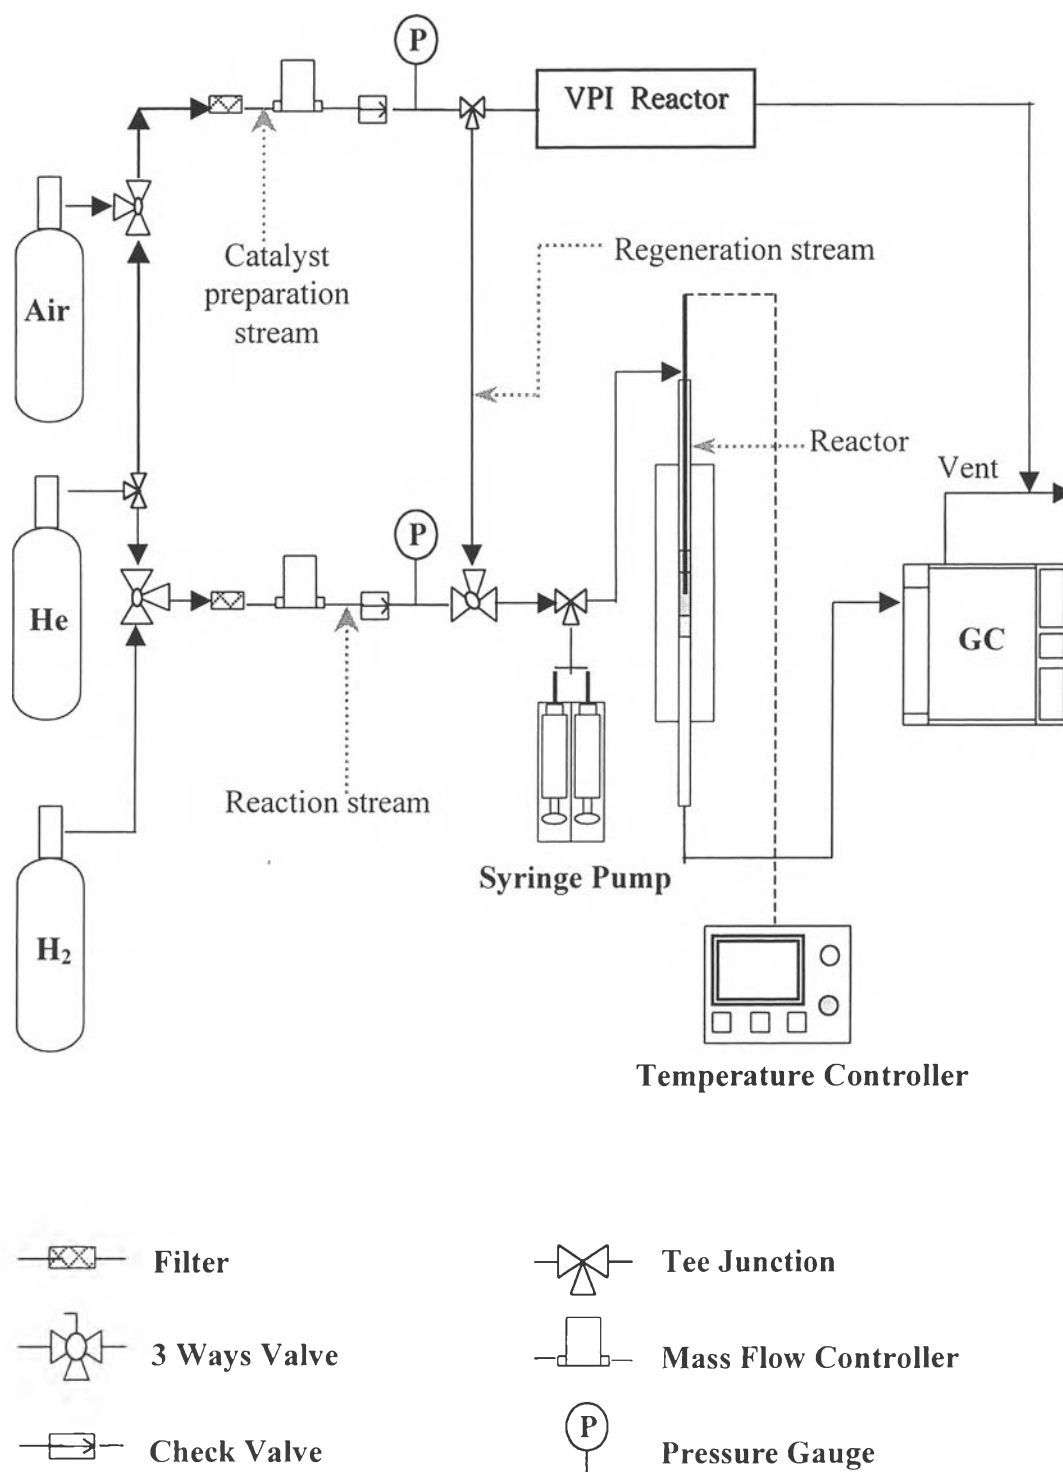 P
VPI Reactor
Catalyst
preparation
stream
Regeneration stream
Air
Reactor
Vent
P
He
GC
Reaction stream
Syringe Pump
H₂
Temperature Controller
Filter
Tee Junction
3 Ways Valve
Mass Flow Controller
P
Check Valve
Pressure Gauge